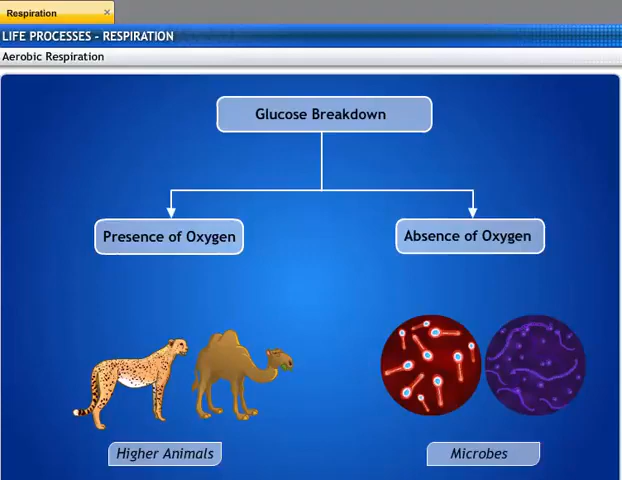 Respiration
LIFE PROCESSES - RESPIRATION
Aerobic Respiration
Glucose Breakdown
Presence of Oxygen
Absence of Oxygen
Higher Animals
Microbes